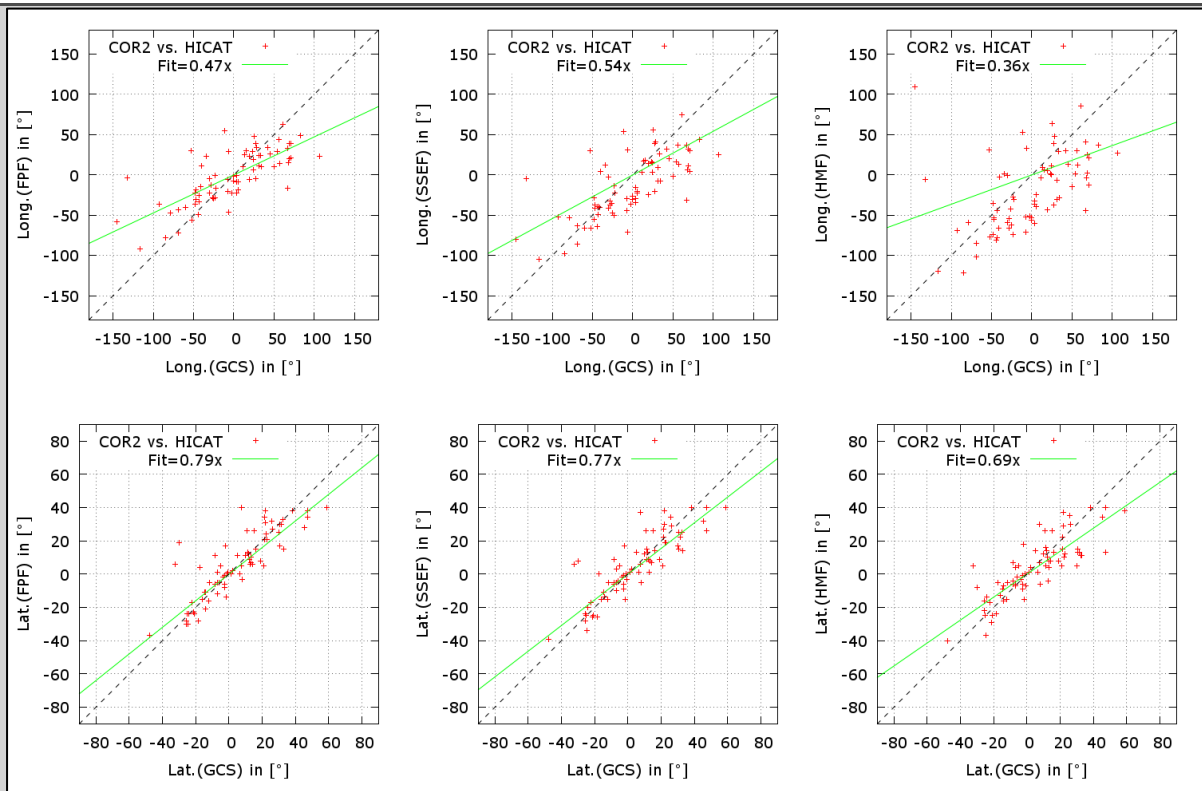 COR2 vs. HICAT
Fit=0.47x
150
100
50
0
-50
-100
-150
Long.(FPF) in [°]
-150 -100 -50 0 50 100 150
Long.(GCS) in [°]
COR2 vs. HICAT
Fit=0.54x
150
100
50
0
-50
-100
-150
Long.(SSEF) in [°]
-150 -100 -50 0 50 100 150
Long.(GCS) in [°]
COR2 vs. HICAT
Fit=0.36x
150
100
50
0
-50
-100
-150
Long.(HMF) in [°]
-150 -100 -50 0 50 100 150
Long.(GCS) in [°]
COR2 vs. HICAT
Fit=0.79x
80
60
40
20
0
-20
-40
-60
-80
Lat.(FPF) in [°]
-80 -60 -40 -20 0 20 40 60 80
Lat.(GCS) in [°]
COR2 vs. HICAT
Fit=0.77x
80
60
40
20
0
-20
-40
-60
-80
Lat.(SSEF) in [°]
-80 -60 -40 -20 0 20 40 60 80
Lat.(GCS) in [°]
COR2 vs. HICAT
Fit=0.69x
80
60
40
20
0
-20
-40
-60
-80
Lat.(HMF) in [°]
-80 -60 -40 -20 0 20 40 60 80
Lat.(GCS) in [°]